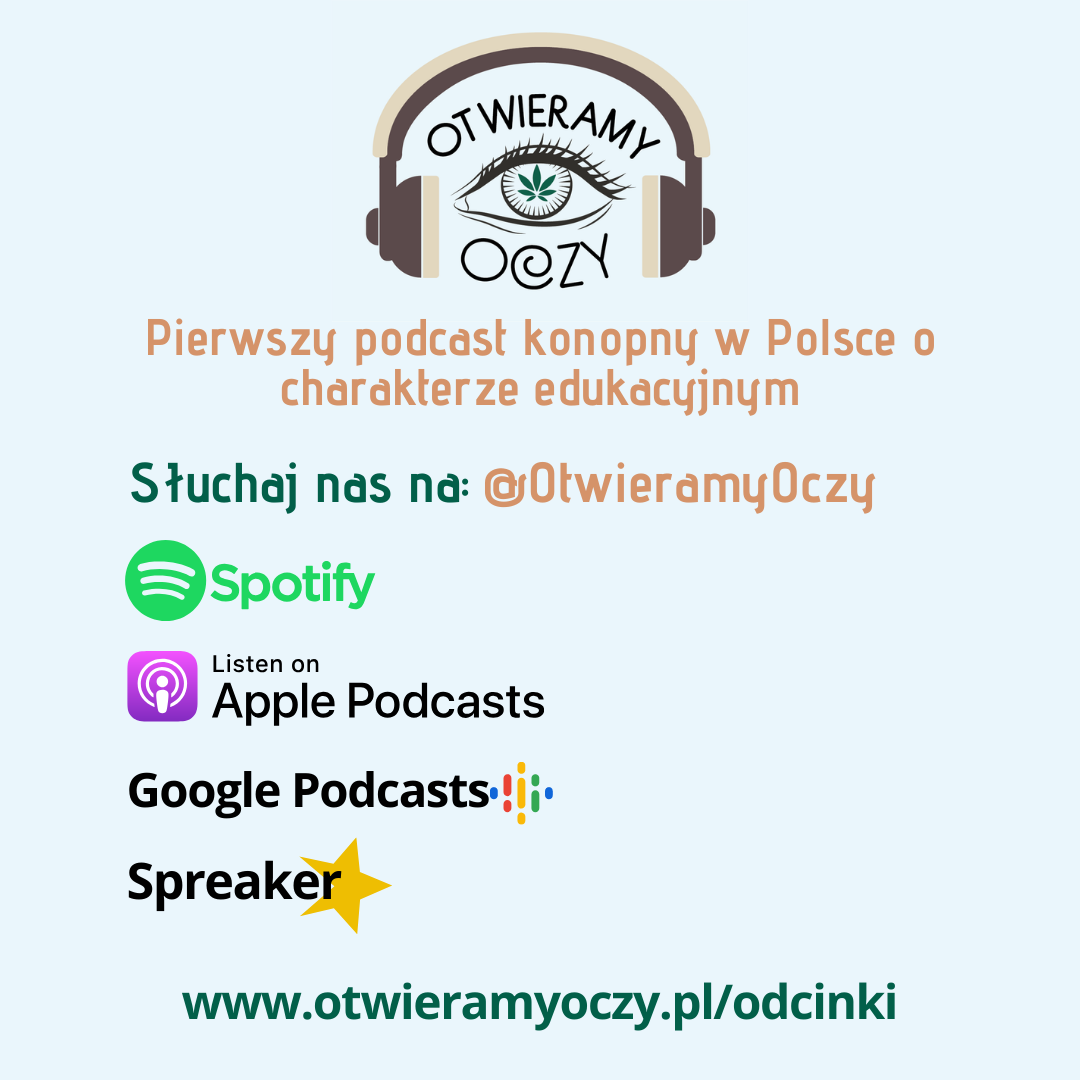 OTWIERAMY
OCZY
Pierwszy podcast konopny w Polsce o
charakterze edukacyjnym
Słuchaj nas na: @OtwieramyOczy
Spotify
Listen on
Apple Podcasts
Google Podcasts
Spreaker
www.otwieramyoczy.pl/odcinki